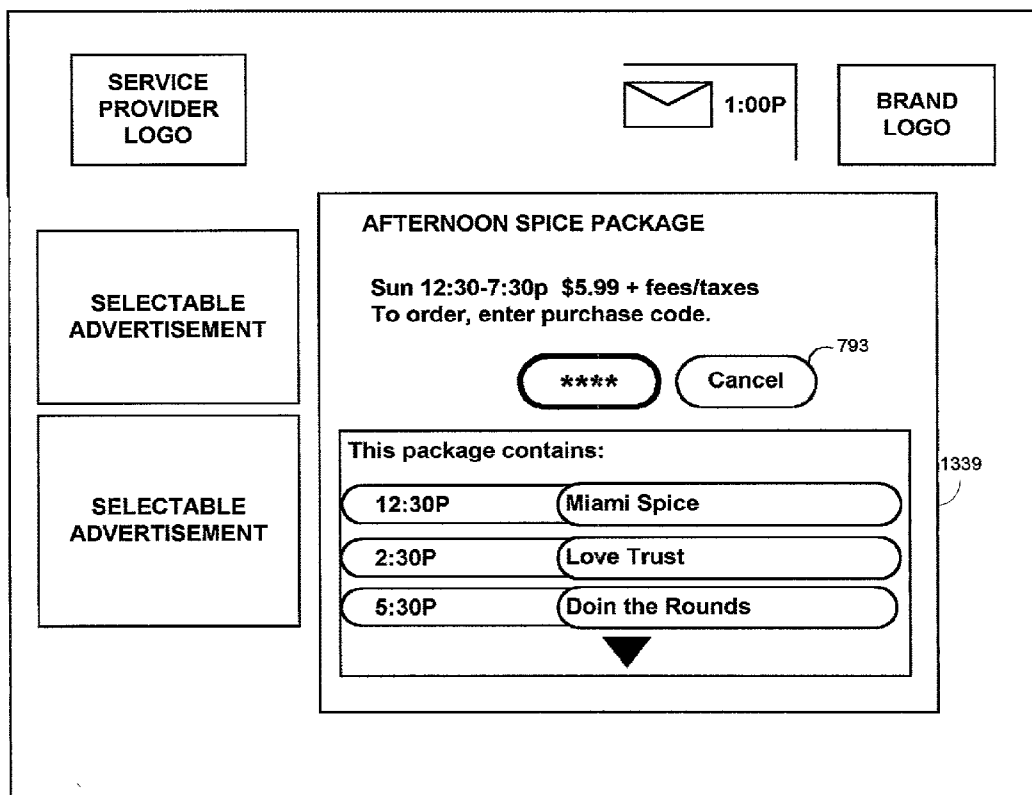 SERVICE
PROVIDER
LOGO
1:00P
BRAND
LOGO
SELECTABLE
ADVERTISEMENT
SELECTABLE
ADVERTISEMENT
AFTERNOON SPICE PACKAGE
Sun 12:30-7:30p $5.99 + fees/taxes
To order, enter purchase code.
793
**** Cancel
This package contains:
1339
12:30P Miami Spice
2:30P Love Trust
5:30P Doin the Rounds